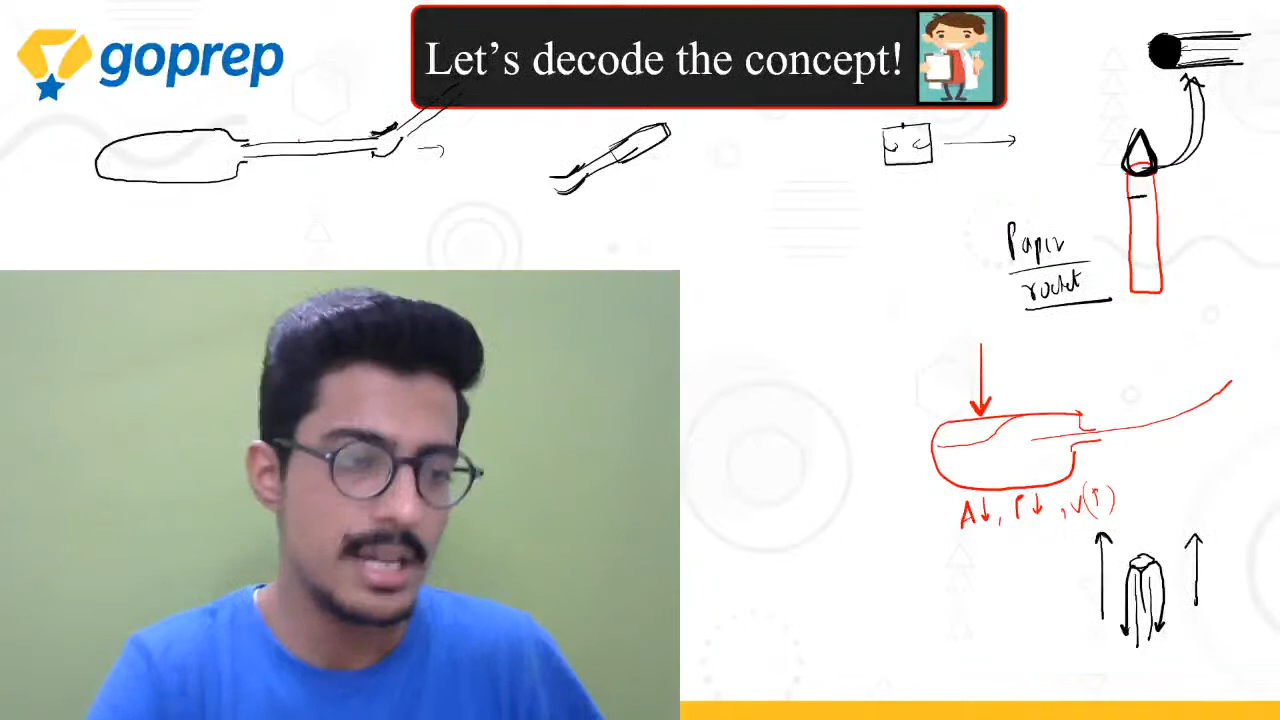 goprep
Let's decode the concept!
Paper
rocket
A↓, P↓, v(↑)